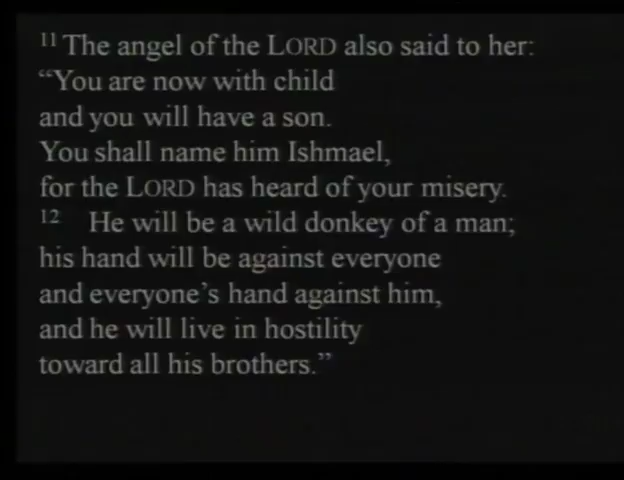 11 The angel of the LORD also said to her:
“You are now with child
and you will have a son.
You shall name him Ishmael,
for the LORD has heard of your misery.
12 He will be a wild donkey of a man;
his hand will be against everyone
and everyone’s hand against him,
and he will live in hostility
toward all his brothers.”